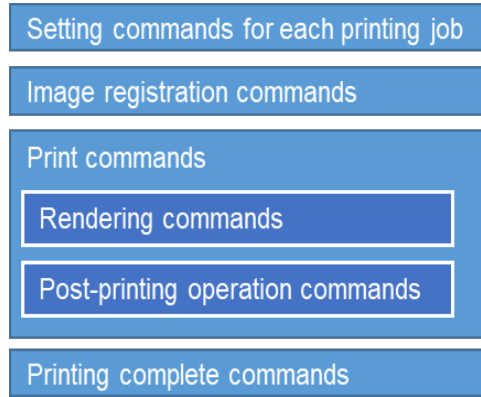 Setting commands for each printing job
Image registration commands
Print commands
Rendering commands
Post-printing operation commands
Printing complete commands